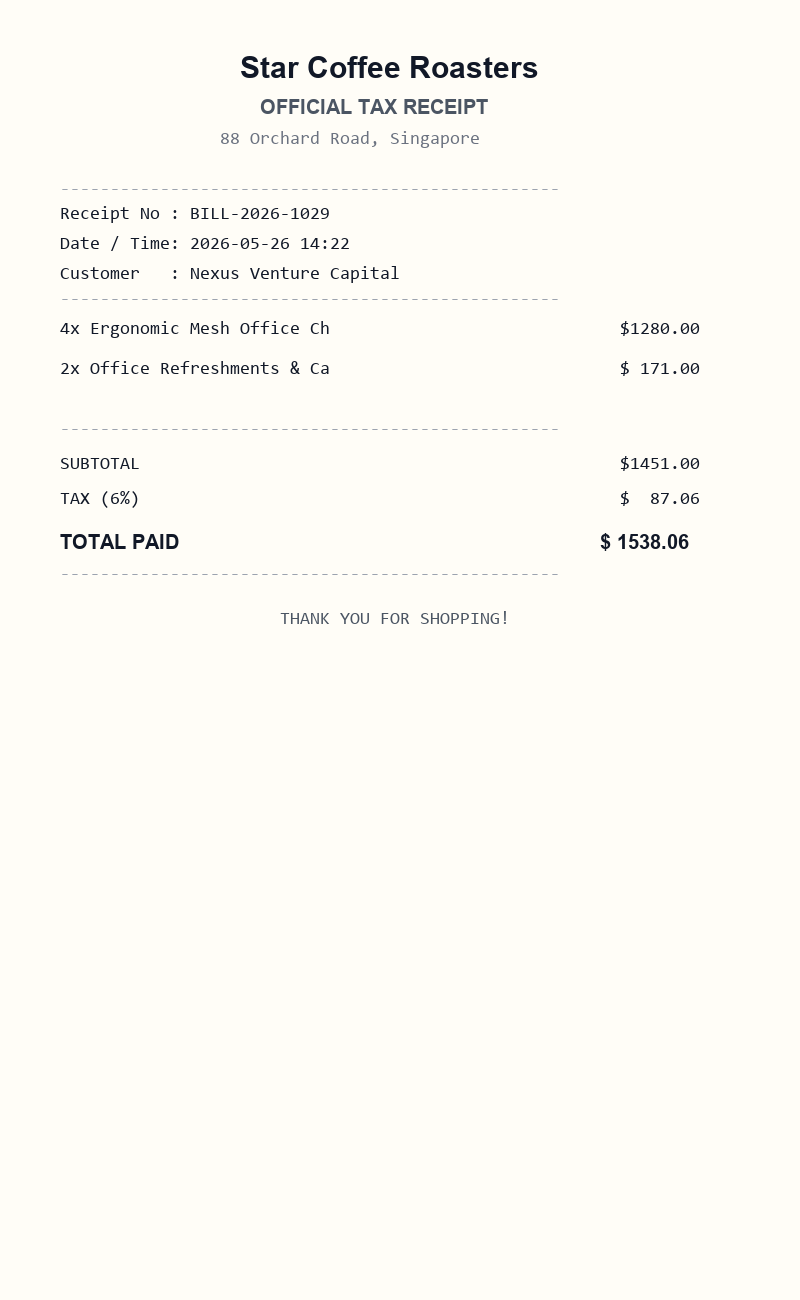 Star Coffee Roasters
OFFICIAL TAX RECEIPT
88 Orchard Road, Singapore
--------------------------------------------------
Receipt No : BILL-2026-1029
Date / Time: 2026-05-26 14:22
Customer   : Nexus Venture Capital
--------------------------------------------------
4x Ergonomic Mesh Office Ch $1280.00
2x Office Refreshments & Ca $ 171.00
--------------------------------------------------
SUBTOTAL $1451.00
TAX (6%) $  87.06
TOTAL PAID $ 1538.06
--------------------------------------------------
THANK YOU FOR SHOPPING!